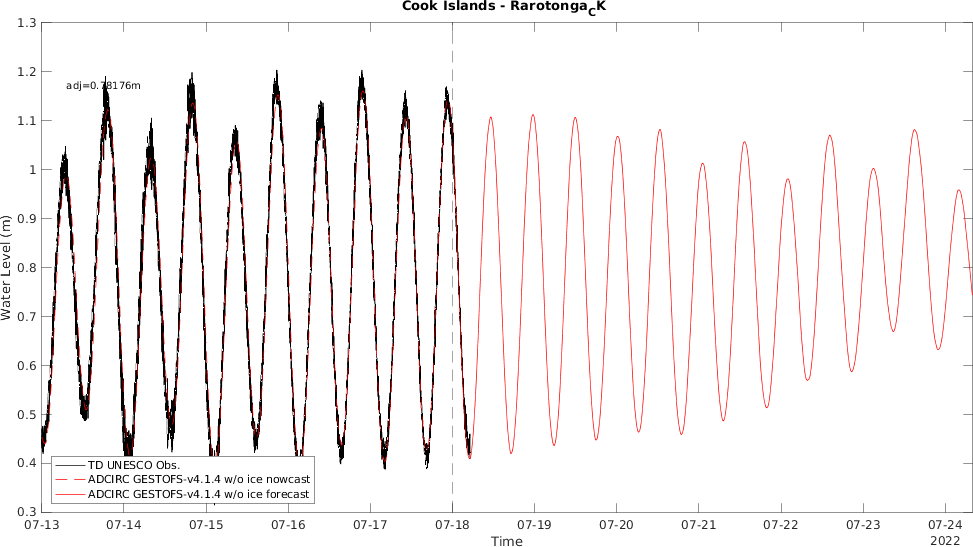 Cook Islands - Rarotonga_CK
1.3
1.2
1.1
1
0.9
0.8
0.7
0.6
0.5
0.4
0.3
Water Level (m)
adj=0.78176m
TD UNESCO Obs.
ADCIRC GESTOFS-v4.1.4 w/o ice nowcast
ADCIRC GESTOFS-v4.1.4 w/o ice forecast
07-13 07-14 07-15 07-16 07-17 07-18 07-19 07-20 07-21 07-22 07-23 07-24
Time 2022